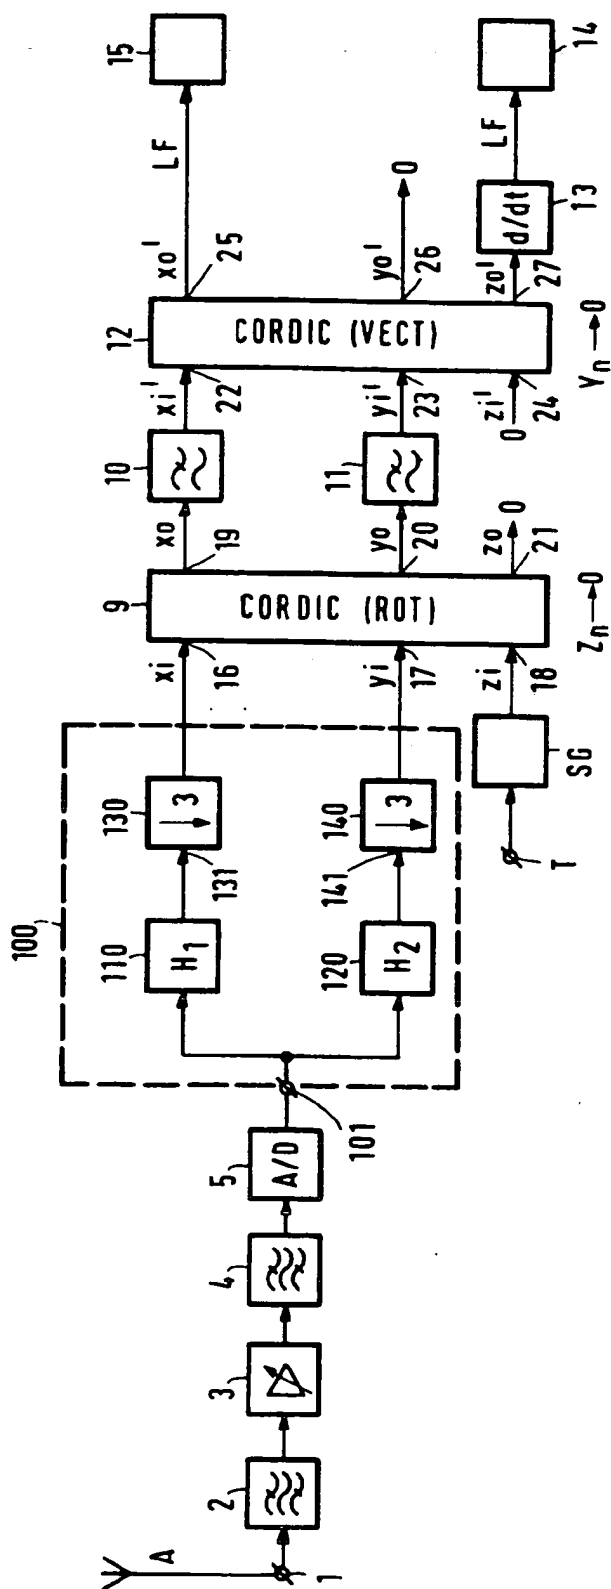 A
1
2
3
4
5
A/D
101
100
110
H1
120
H2
130
131
3
140
141
3
T
SG
xi
16
yi
17
zi
18
9
CORDIC (ROT)
Zn → 0
xo
19
yo
20
zo
21
0
10
11
xi'
22
yi'
23
zi'
24
0
12
CORDIC (VECT)
Yn → 0
xo'
25
yo'
26
0
zo'
27
d/dt
13
LF
15
LF
14